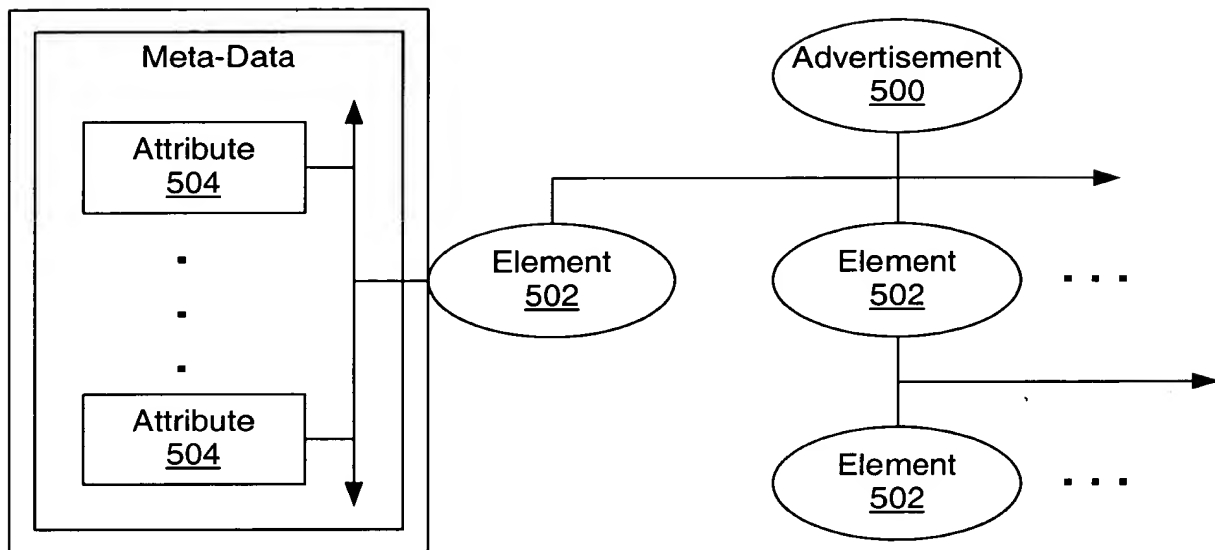 Meta-Data
Attribute
504
Attribute
504
Advertisement
500
Element
502
Element
502
Element
502